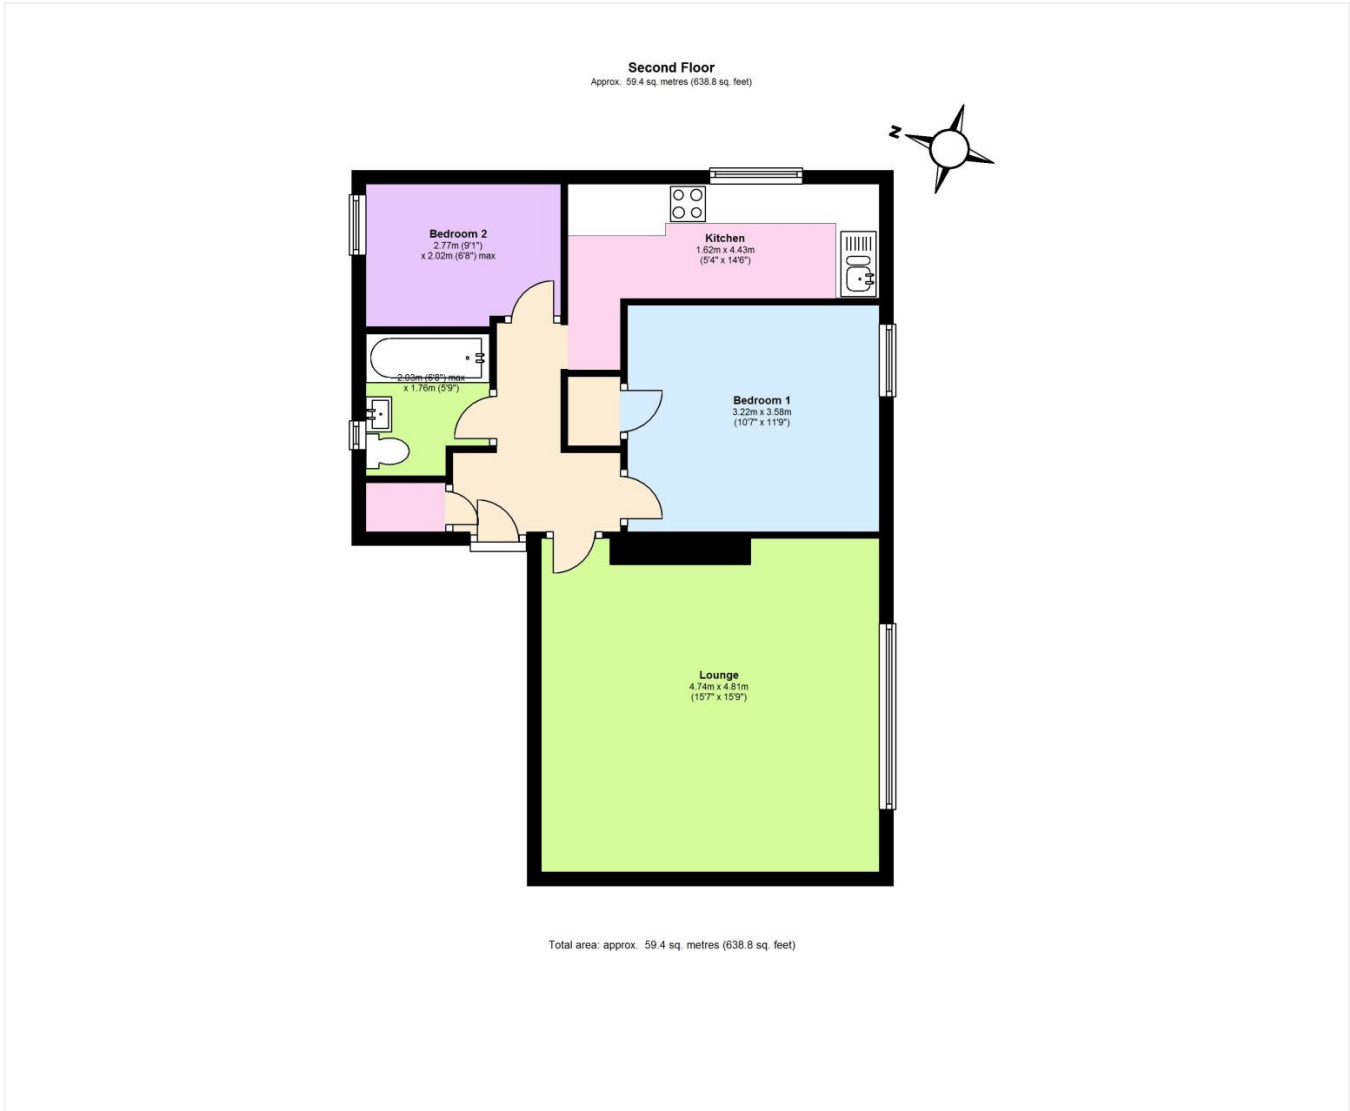 Second Floor
Approx. 59.4 sq. metres (638.8 sq. feet)
N
Bedroom 2
2.77m (9'1")
x 2.02m (6'8") max
Kitchen
1.62m x 4.43m
(5'4" x 14'6")
2.03m (6'8") max
x 1.76m (5'9")
Bedroom 1
3.22m x 3.58m
(10'7" x 11'9")
Lounge
4.74m x 4.81m
(15'7" x 15'9")
Total area: approx. 59.4 sq. metres (638.8 sq. feet)